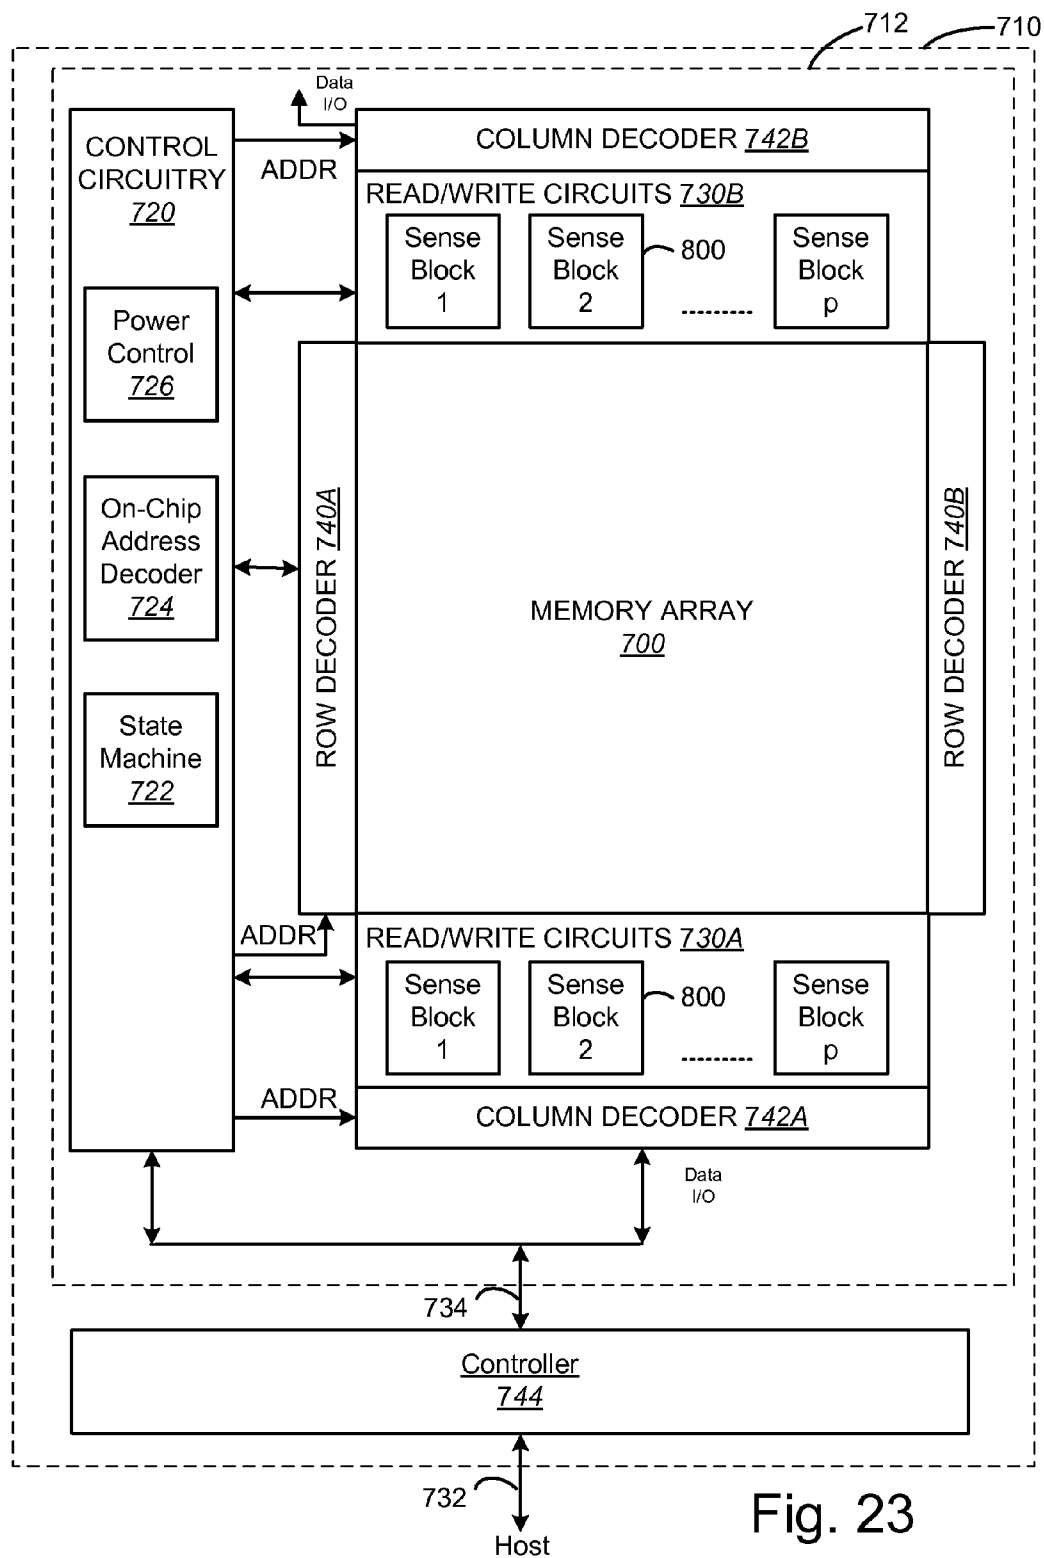 712
710
Data
I/O
CONTROL
CIRCUITRY
720
ADDR
COLUMN DECODER 742B
READ/WRITE CIRCUITS 730B
Sense
Block
1
Sense
Block
2
800
.........
Sense
Block
p
Power
Control
726
On-Chip
Address
Decoder
724
State
Machine
722
ROW DECODER 740A
MEMORY ARRAY
700
ROW DECODER 740B
ADDR
READ/WRITE CIRCUITS 730A
Sense
Block
1
Sense
Block
2
800
.........
Sense
Block
p
ADDR
COLUMN DECODER 742A
Data
I/O
734
Controller
744
732
Host
Fig. 23